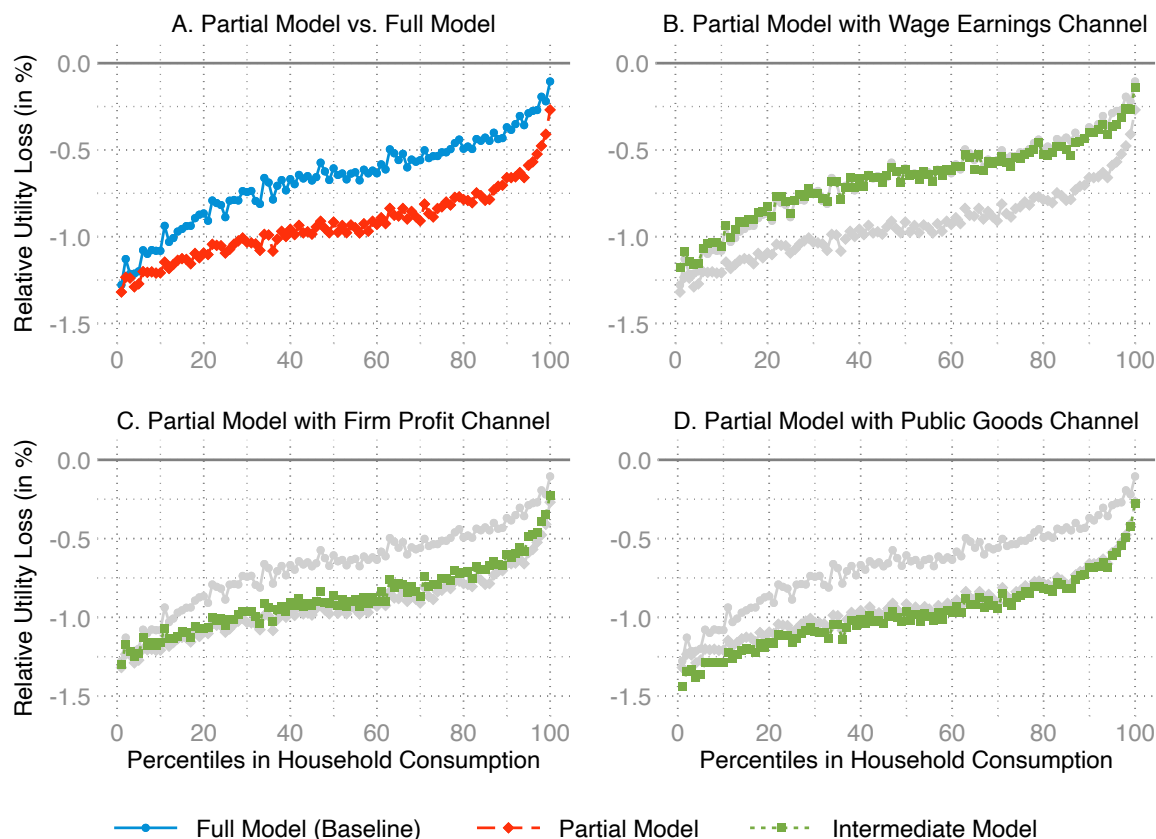 A. Partial Model vs. Full Model
Relative Utility Loss (in %)
0.0
-0.5
-1.0
-1.5
0 20 40 60 80 100
B. Partial Model with Wage Earnings Channel
0.0
-0.5
-1.0
-1.5
0 20 40 60 80 100
C. Partial Model with Firm Profit Channel
Relative Utility Loss (in %)
0.0
-0.5
-1.0
-1.5
0 20 40 60 80 100
Percentiles in Household Consumption
D. Partial Model with Public Goods Channel
0.0
-0.5
-1.0
-1.5
0 20 40 60 80 100
Percentiles in Household Consumption
Full Model (Baseline) Partial Model Intermediate Model